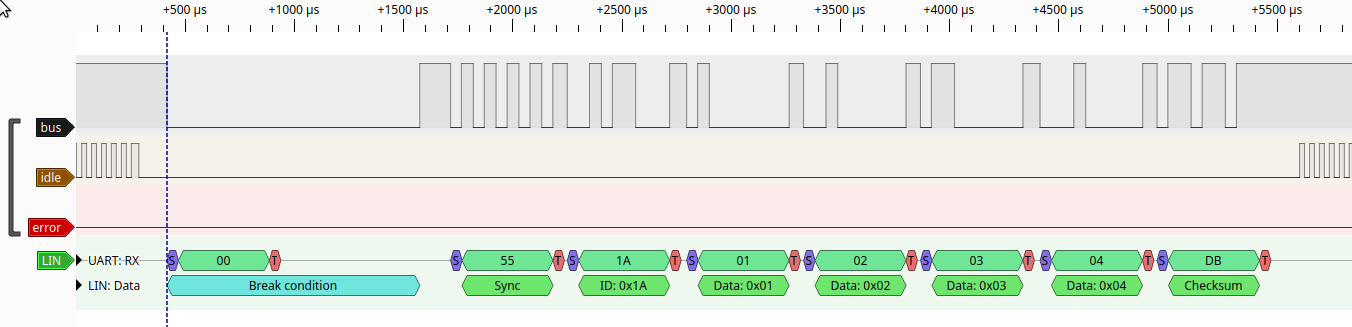 +500 µs +1000 µs +1500 µs +2000 µs +2500 µs +3000 µs +3500 µs +4000 µs +4500 µs +5000 µs +5500 µs
bus
idle
error
LIN UART: RX S 00 T S 55 T S 1A T S 01 T S 02 T S 03 T S 04 T S DB T
LIN: Data Break condition Sync ID: 0x1A Data: 0x01 Data: 0x02 Data: 0x03 Data: 0x04 Checksum